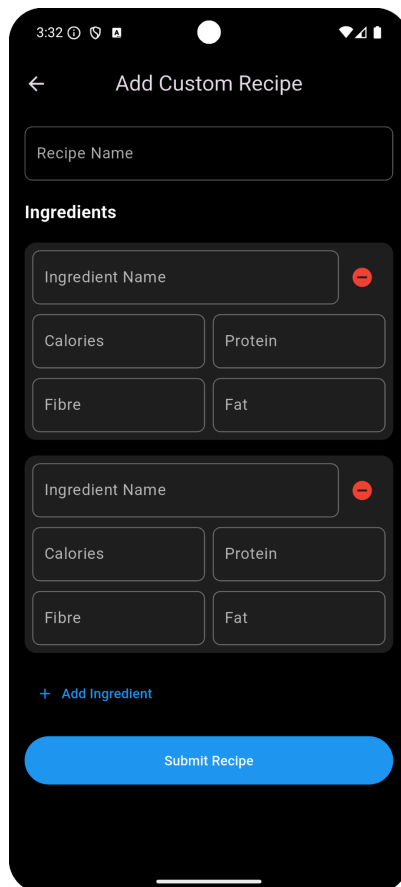 3:32
Add Custom Recipe
Recipe Name
Ingredients
Ingredient Name
Calories Protein
Fibre Fat
Ingredient Name
Calories Protein
Fibre Fat
+ Add Ingredient
Submit Recipe